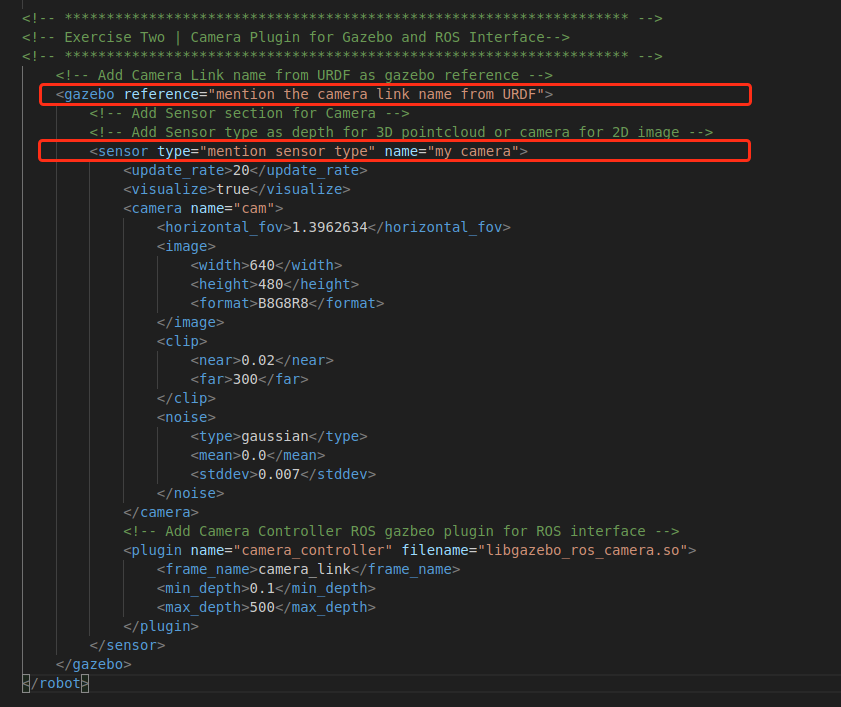 <!-- ******************************************************************* -->
<!-- Exercise Two | Camera Plugin for Gazebo and ROS Interface-->
<!-- ******************************************************************* -->
<!-- Add Camera Link name from URDF as gazebo reference -->
<gazebo reference="mention the camera link name from URDF">
<!-- Add Sensor section for Camera -->
<!-- Add Sensor type as depth for 3D pointcloud or camera for 2D image -->
<sensor type="mention sensor type" name="my camera">
<update_rate>20</update_rate>
<visualize>true</visualize>
<camera name="cam">
<horizontal_fov>1.3962634</horizontal_fov>
<image>
<width>640</width>
<height>480</height>
<format>B8G8R8</format>
</image>
<clip>
<near>0.02</near>
<far>300</far>
</clip>
<noise>
<type>gaussian</type>
<mean>0.0</mean>
<stddev>0.007</stddev>
</noise>
</camera>
<!-- Add Camera Controller ROS gazbeo plugin for ROS interface -->
<plugin name="camera_controller" filename="libgazebo_ros_camera.so">
<frame_name>camera_link</frame_name>
<min_depth>0.1</min_depth>
<max_depth>500</max_depth>
</plugin>
</sensor>
</gazebo>
</robot>